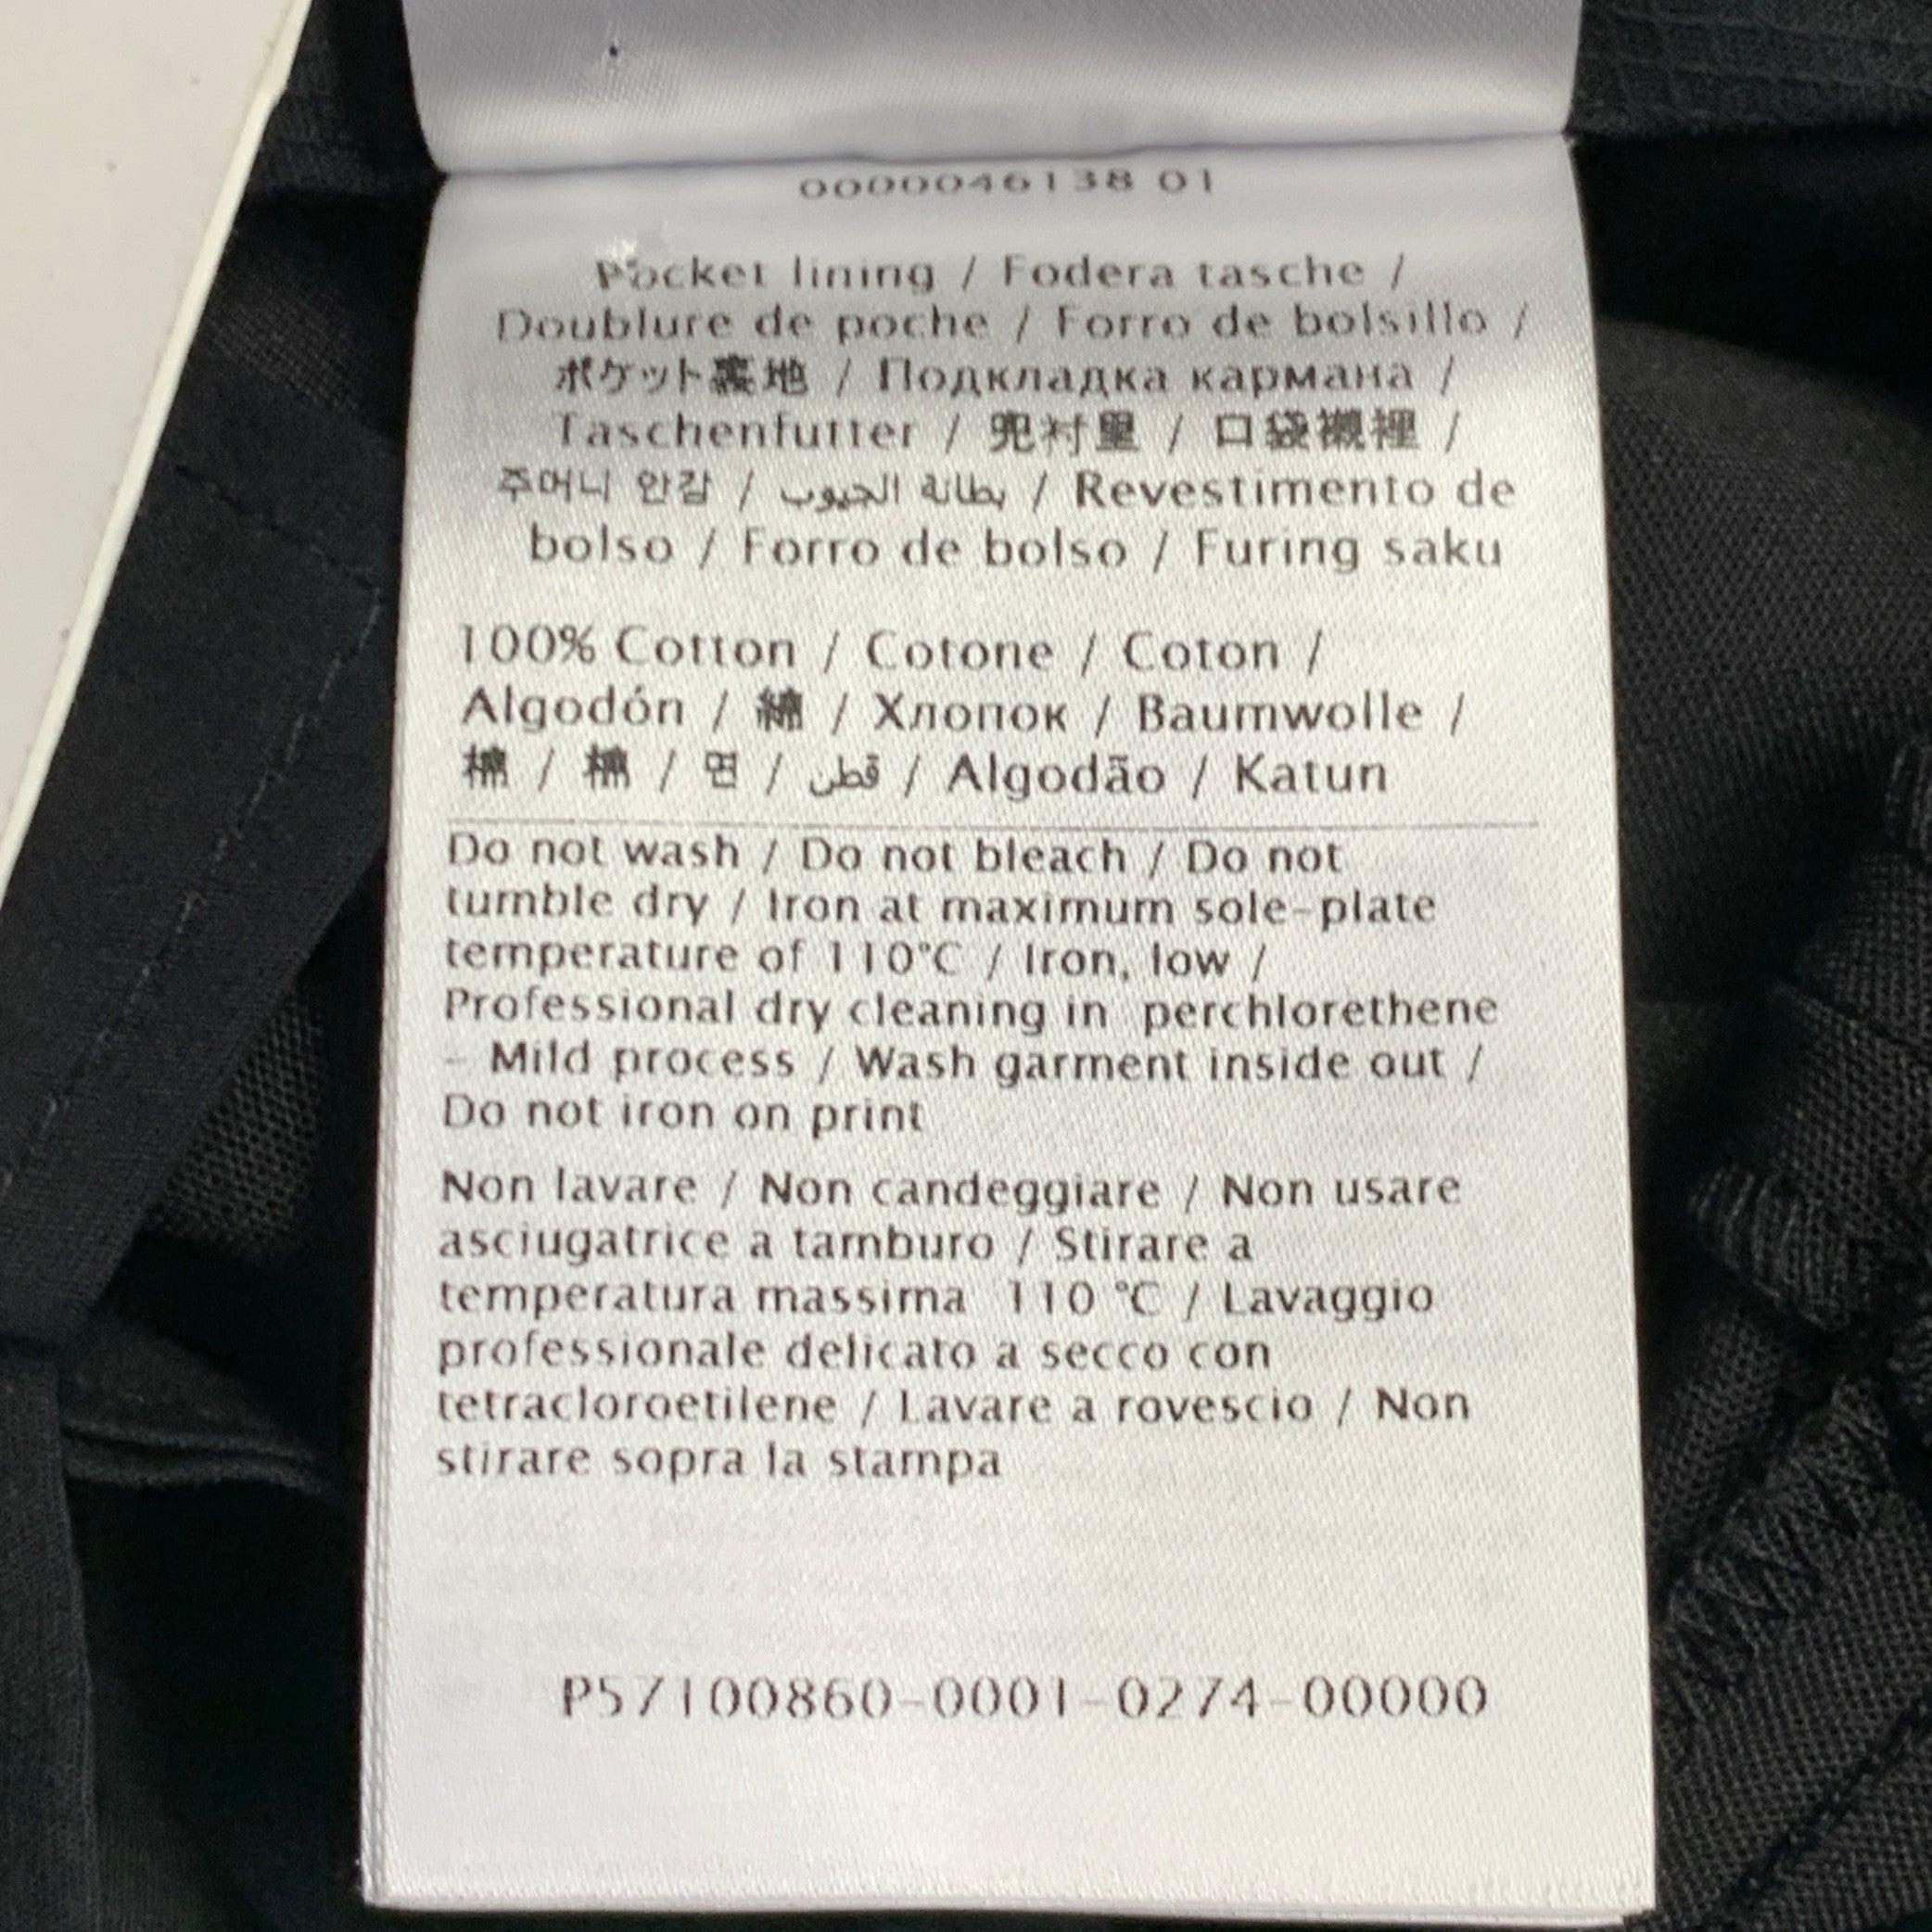 0000046138 01
Pocket lining / Fodera tasche /
Doublure de poche / Forro de bolsillo /
ポケット裏地 / Подкладка кармана /
Taschenfutter / 兜衬里 / 口袋襯裡 /
주머니 안감 / بطانة الجيوب / Revestimento de
bolso / Forro de bolso / Furing saku
100% Cotton / Cotone / Coton /
Algodón / 綿 / Хлопок / Baumwolle /
棉 / 棉 / 면 / قطن / Algodão / Katun
Do not wash / Do not bleach / Do not
tumble dry / Iron at maximum sole-plate
temperature of 110°C / Iron, low /
Professional dry cleaning in perchlorethene
- Mild process / Wash garment inside out /
Do not iron on print
Non lavare / Non candeggiare / Non usare
asciugatrice a tamburo / Stirare a
temperatura massima 110 °C / Lavaggio
professionale delicato a secco con
tetracloroetilene / Lavare a rovescio / Non
stirare sopra la stampa
P57100860-0001-0274-00000